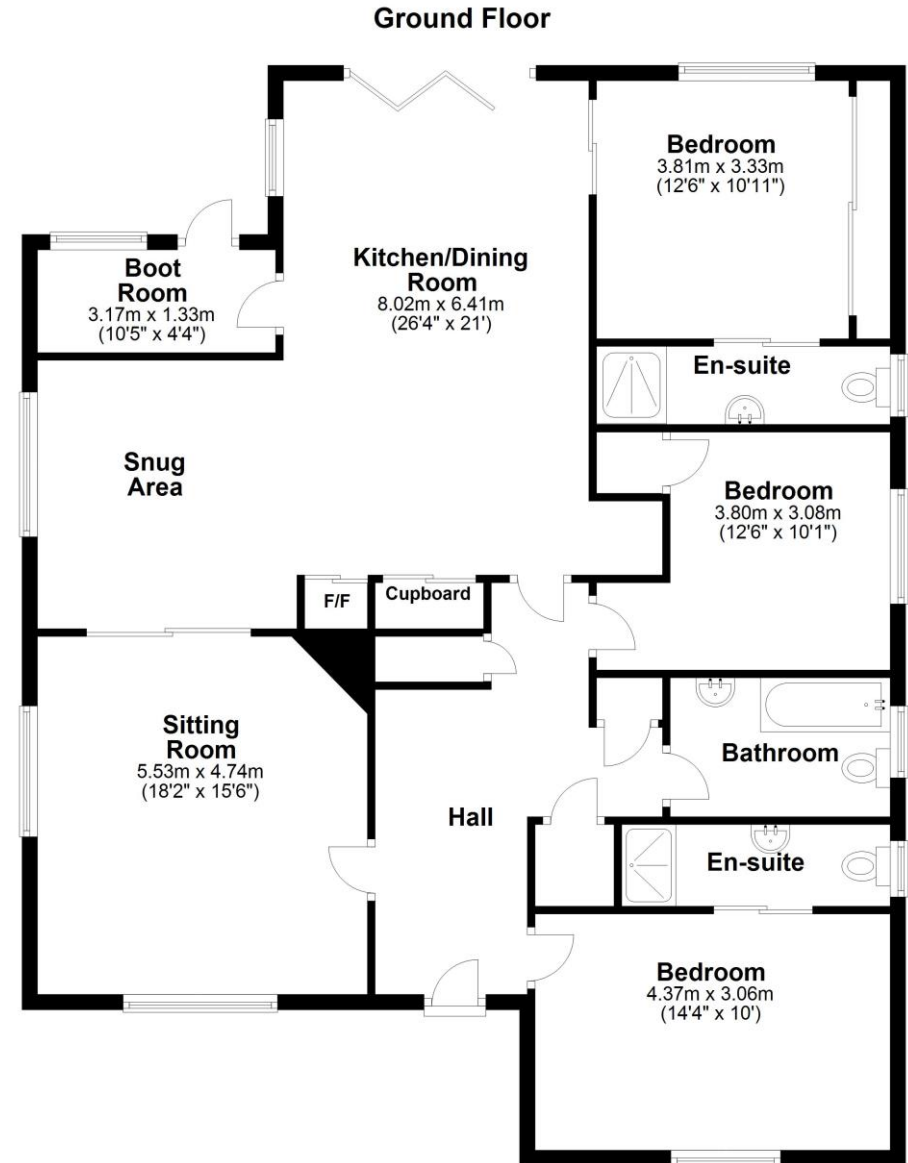 Ground Floor
Bedroom
3.81m x 3.33m
(12'6" x 10'11")
Kitchen/Dining
Room
8.02m x 6.41m
(26'4" x 21')
Boot
Room
3.17m x 1.33m
(10'5" x 4'4")
En-suite
Snug
Area
Bedroom
3.80m x 3.08m
(12'6" x 10'1")
F/F
Cupboard
Sitting
Room
5.53m x 4.74m
(18'2" x 15'6")
Bathroom
Hall
En-suite
Bedroom
4.37m x 3.06m
(14'4" x 10')